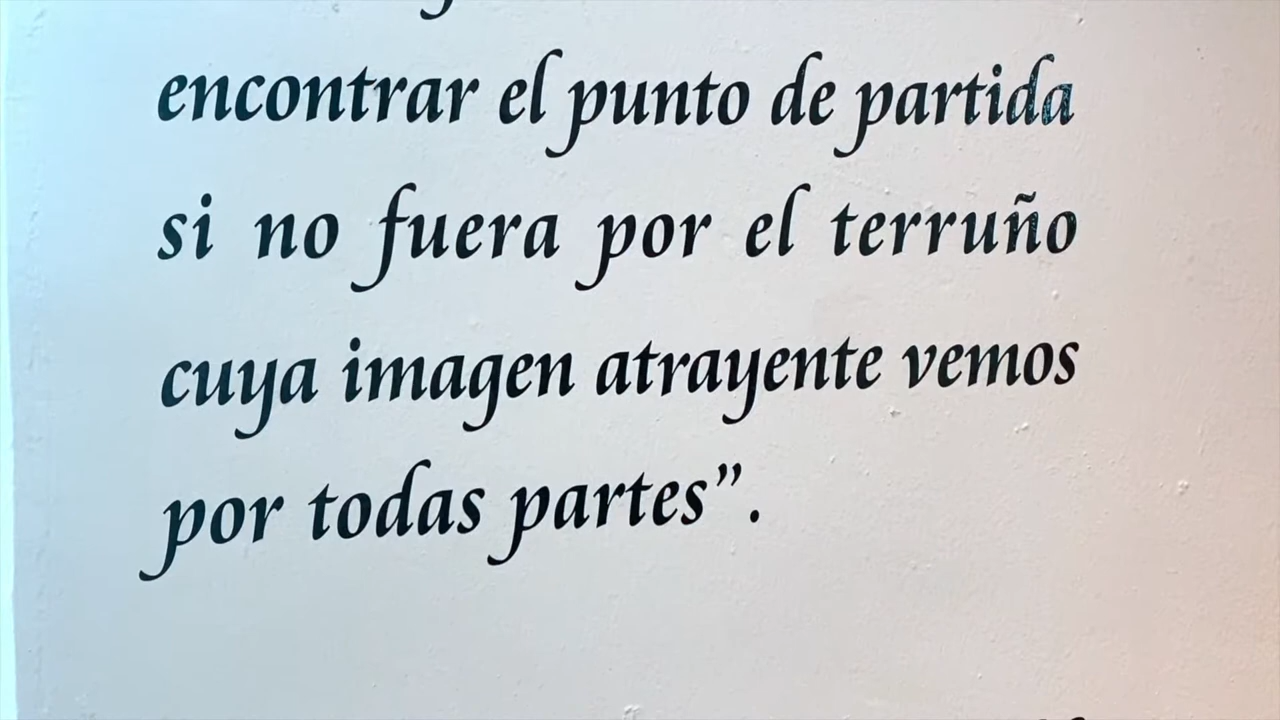 encontrar el punto de partida
si no fuera por el terruño
cuya imagen atrayente vemos
por todas partes”.